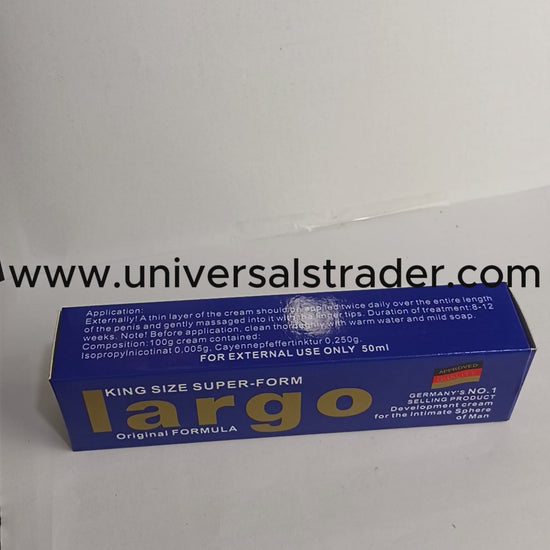 www.universalstrader.com
Application:
Externally! A thin layer of the cream should be applied twice daily over the entire length
of the penis and gently massaged into it with the finger tips. Duration of treatment:8-12
weeks. Note! Before application, clean thoroughly with warm water and mild soap.
Composition:100g cream contained:
Isopropylnicotinat 0,005g, Cayennepfeffertinktur 0,250g.
FOR EXTERNAL USE ONLY 50ml
KING SIZE SUPER-FORM
largo
Original FORMULA
APPROVED
GERMANY'S NO.1
SELLING PRODUCT
Development cream
for the Intimate Sphere
of Man